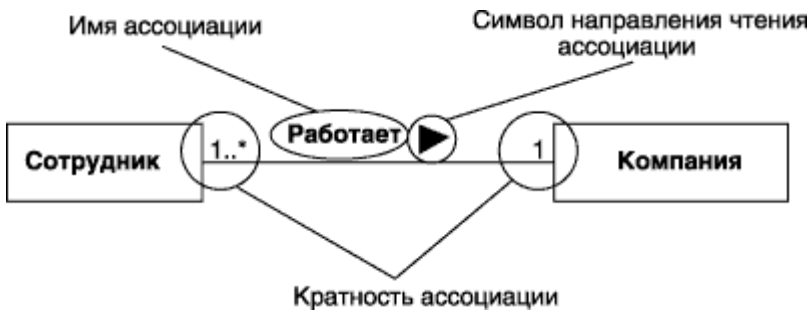 Имя ассоциации
Символ направления чтения
ассоциации
Работает
Сотрудник
1..*
1
Компания
Кратность ассоциации